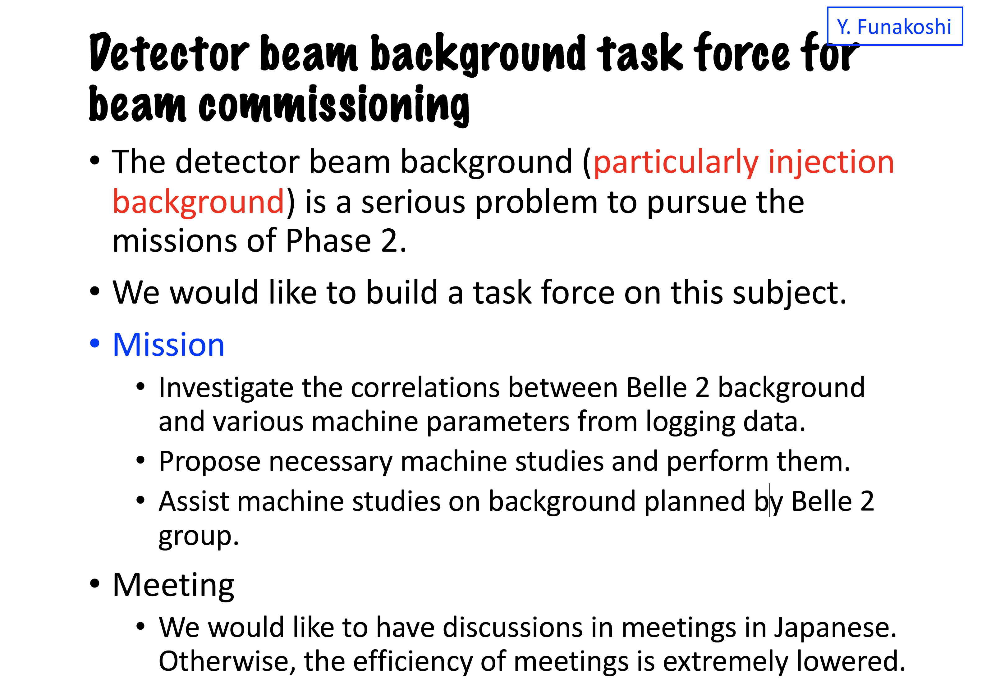 Y. Funakoshi
Detector beam background task force for
beam commissioning
• The detector beam background (particularly injection
background) is a serious problem to pursue the
missions of Phase 2.
• We would like to build a task force on this subject.
• Mission
• Investigate the correlations between Belle 2 background
and various machine parameters from logging data.
• Propose necessary machine studies and perform them.
• Assist machine studies on background planned by Belle 2
group.
• Meeting
• We would like to have discussions in meetings in Japanese.
Otherwise, the efficiency of meetings is extremely lowered.